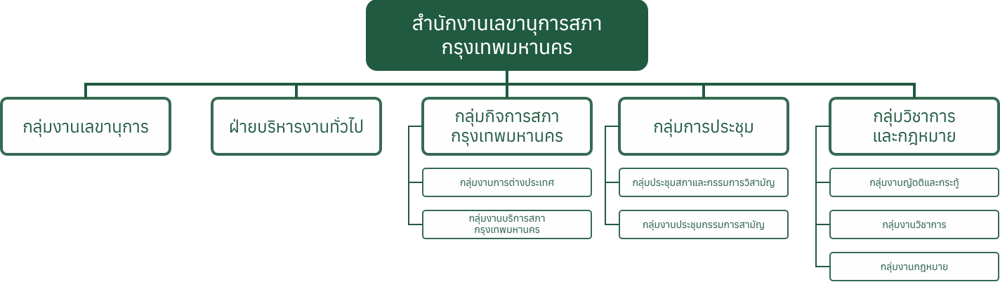 สำนักงานเลขานุการสภา
กรุงเทพมหานคร
กลุ่มงานเลขานุการ
ฝ่ายบริหารงานทั่วไป
กลุ่มกิจการสภา
กรุงเทพมหานคร
กลุ่มงานการต่างประเทศ
กลุ่มงานบริการสภา
กรุงเทพมหานคร
กลุ่มการประชุม
กลุ่มประชุมสภาและกรรมการวิสามัญ
กลุ่มงานประชุมกรรมการสามัญ
กลุ่มวิชาการ
และกฎหมาย
กลุ่มงานญัตติและกระทู้
กลุ่มงานวิชาการ
กลุ่มงานกฎหมาย